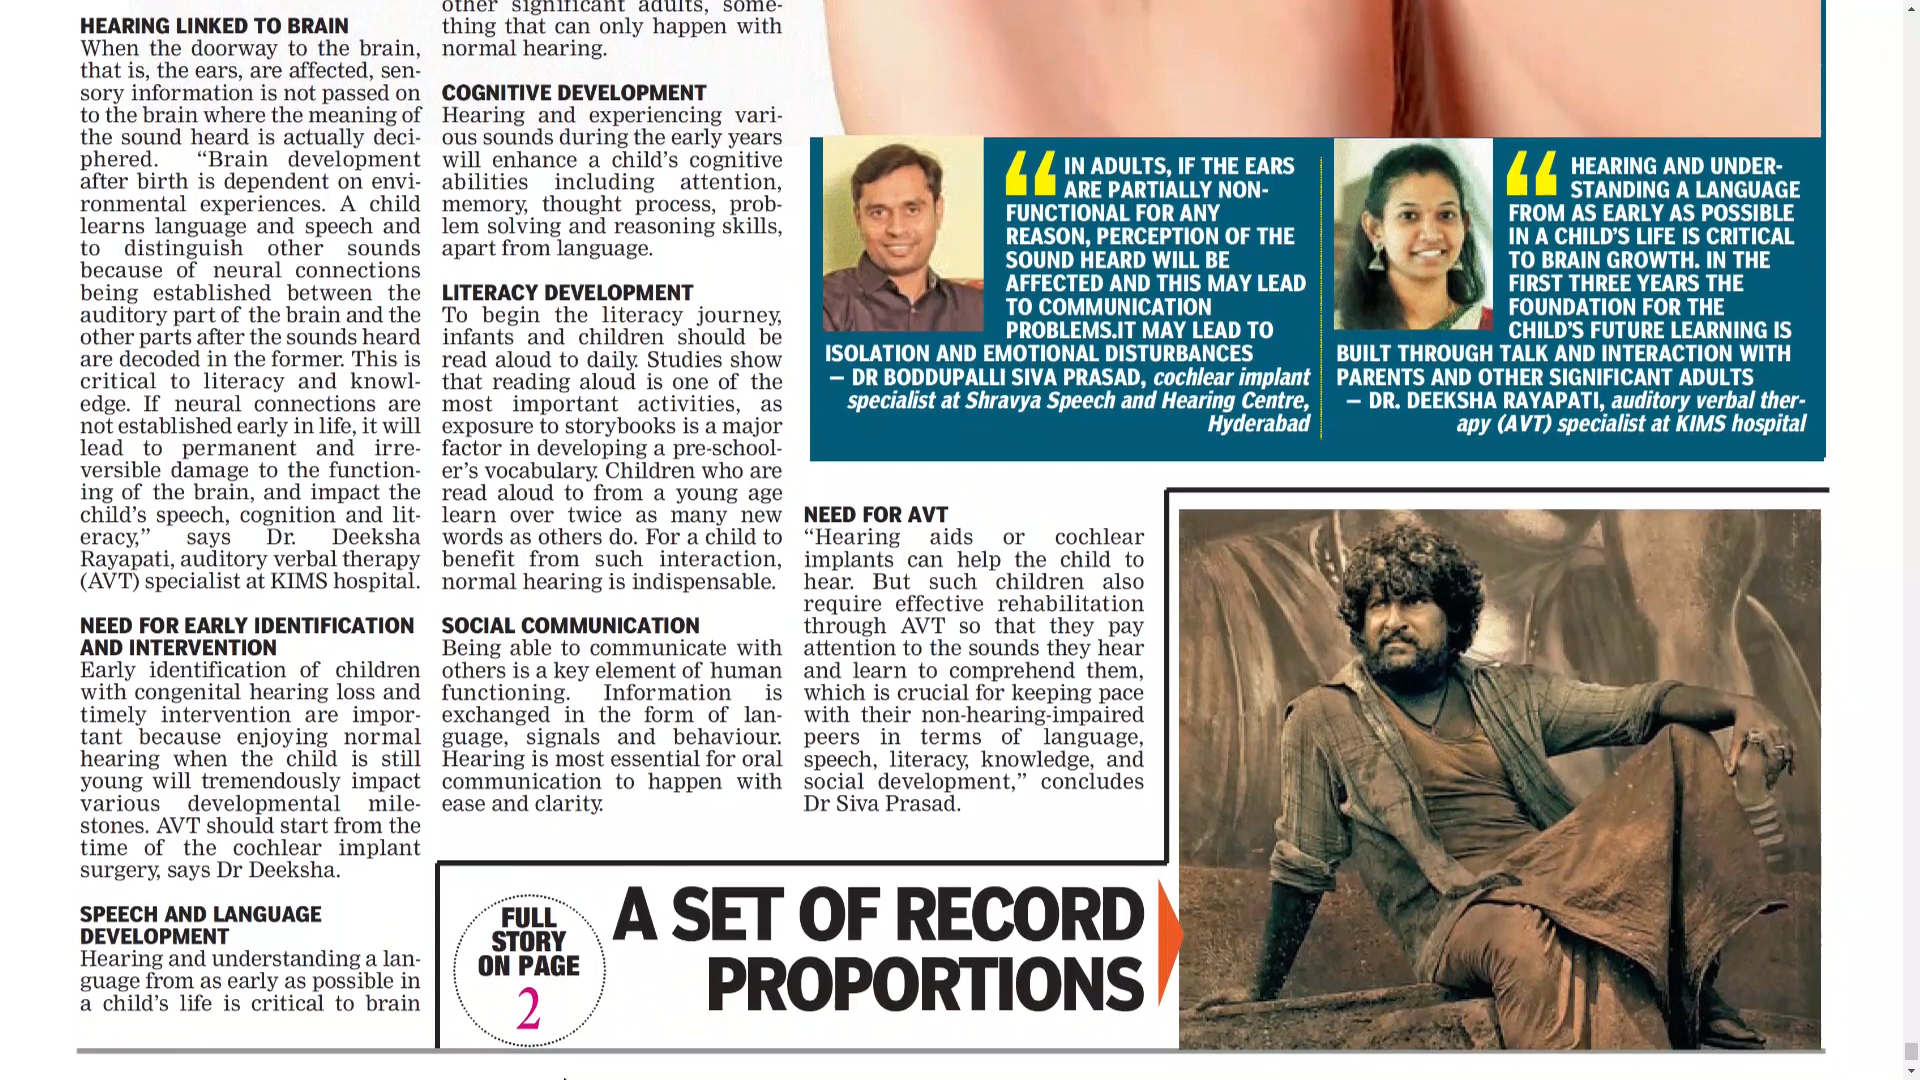 HEARING LINKED TO BRAIN
When the doorway to the brain,
that is, the ears, are affected, sen-
sory information is not passed on
to the brain where the meaning of
the sound heard is actually deci-
phered. “Brain development
after birth is dependent on envi-
ronmental experiences. A child
learns language and speech and
to distinguish other sounds
because of neural connections
being established between the
auditory part of the brain and the
other parts after the sounds heard
are decoded in the former. This is
critical to literacy and knowl-
edge. If neural connections are
not established early in life, it will
lead to permanent and irre-
versible damage to the function-
ing of the brain, and impact the
child’s speech, cognition and lit-
eracy,” says Dr. Deeksha
Rayapati, auditory verbal therapy
(AVT) specialist at KIMS hospital.
NEED FOR EARLY IDENTIFICATION
AND INTERVENTION
Early identification of children
with congenital hearing loss and
timely intervention are impor-
tant because enjoying normal
hearing when the child is still
young will tremendously impact
various developmental mile-
stones. AVT should start from the
time of the cochlear implant
surgery, says Dr Deeksha.
SPEECH AND LANGUAGE
DEVELOPMENT
Hearing and understanding a lan-
guage from as early as possible in
a child’s life is critical to brain
other significant adults, some-
thing that can only happen with
normal hearing.
COGNITIVE DEVELOPMENT
Hearing and experiencing vari-
ous sounds during the early years
will enhance a child’s cognitive
abilities including attention,
memory, thought process, prob-
lem solving and reasoning skills,
apart from language.
LITERACY DEVELOPMENT
To begin the literacy journey,
infants and children should be
read aloud to daily. Studies show
that reading aloud is one of the
most important activities, as
exposure to storybooks is a major
factor in developing a pre-school-
er’s vocabulary. Children who are
read aloud to from a young age
learn over twice as many new
words as others do. For a child to
benefit from such interaction,
normal hearing is indispensable.
SOCIAL COMMUNICATION
Being able to communicate with
others is a key element of human
functioning. Information is
exchanged in the form of lan-
guage, signals and behaviour.
Hearing is most essential for oral
communication to happen with
ease and clarity.
“ IN ADULTS, IF THE EARS
ARE PARTIALLY NON-
FUNCTIONAL FOR ANY
REASON, PERCEPTION OF THE
SOUND HEARD WILL BE
AFFECTED AND THIS MAY LEAD
TO COMMUNICATION
PROBLEMS.IT MAY LEAD TO
ISOLATION AND EMOTIONAL DISTURBANCES
— DR BODDUPALLI SIVA PRASAD, cochlear implant
specialist at Shravya Speech and Hearing Centre,
Hyderabad
“ HEARING AND UNDER-
STANDING A LANGUAGE
FROM AS EARLY AS POSSIBLE
IN A CHILD’S LIFE IS CRITICAL
TO BRAIN GROWTH. IN THE
FIRST THREE YEARS THE
FOUNDATION FOR THE
CHILD’S FUTURE LEARNING IS
BUILT THROUGH TALK AND INTERACTION WITH
PARENTS AND OTHER SIGNIFICANT ADULTS
— DR. DEEKSHA RAYAPATI, auditory verbal ther-
apy (AVT) specialist at KIMS hospital
NEED FOR AVT
“Hearing aids or cochlear
implants can help the child to
hear. But such children also
require effective rehabilitation
through AVT so that they pay
attention to the sounds they hear
and learn to comprehend them,
which is crucial for keeping pace
with their non-hearing-impaired
peers in terms of language,
speech, literacy, knowledge, and
social development,” concludes
Dr Siva Prasad.
FULL
STORY
ON PAGE
2
A SET OF RECORD
PROPORTIONS